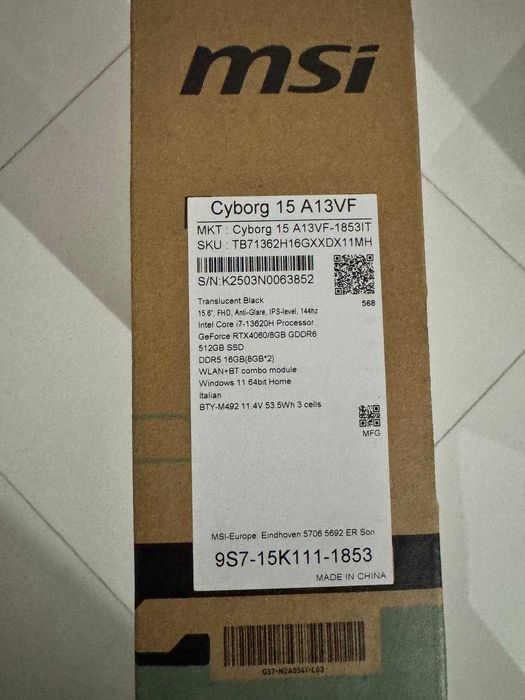 msi
Cyborg 15 A13VF
MKT : Cyborg 15 A13VF-1853IT
SKU : TB71362H16GXXDX11MH
S/N:K2503N0063852
568
Translucent Black
15.6", FHD, Anti-Glare, IPS-level, 144hz
Intel Core i7-13620H Processor
GeForce RTX4060/8GB GDDR6
512GB SSD
DDR5 16GB(8GB*2)
WLAN+BT combo module
Windows 11 64bit Home
Italian
BTY-M492 11.4V 53.5Wh 3 cells
MFG
MSI-Europe: Eindhoven 5706 5692 ER Son
9S7-15K111-1853
MADE IN CHINA
G57-N2A0541-L03